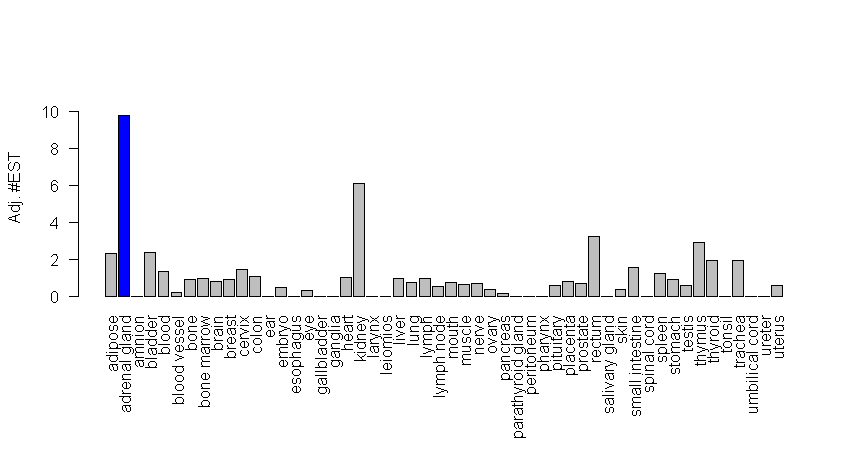 Adj. #EST
10
8
6
4
2
0
adipose
adrenal gland
amnion
bladder
blood
blood vessel
bone
bone marrow
brain
breast
cervix
colon
ear
embryo
esophagus
eye
gallbladder
ganglia
heart
kidney
larynx
leiomios
liver
lung
lymph
lymph node
mouth
muscle
nerve
ovary
pancreas
parathyroid gland
peritoneum
pharynx
pituitary
placenta
prostate
rectum
salivary gland
skin
small intestine
spinal cord
spleen
stomach
testis
thymus
thyroid
tonsil
trachea
umbilical cord
ureter
uterus